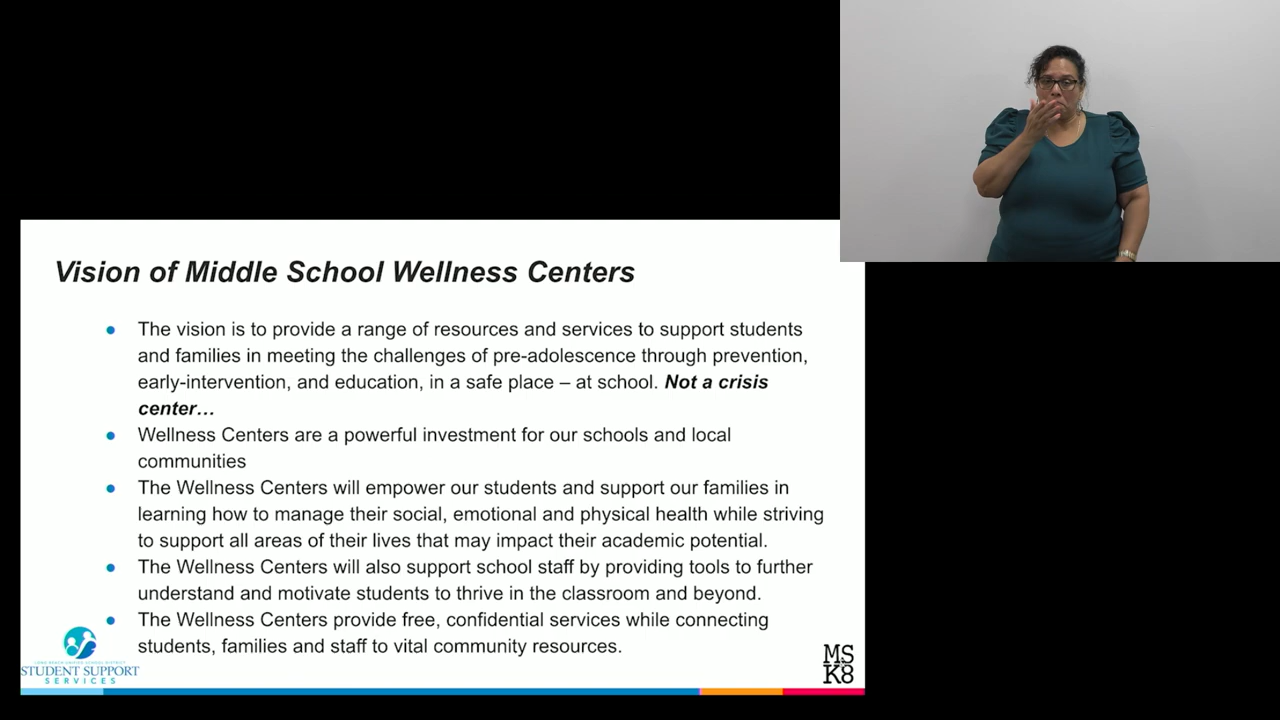 Vision of Middle School Wellness Centers
● The vision is to provide a range of resources and services to support students
and families in meeting the challenges of pre-adolescence through prevention,
early-intervention, and education, in a safe place – at school. Not a crisis
center…
● Wellness Centers are a powerful investment for our schools and local
communities
● The Wellness Centers will empower our students and support our families in
learning how to manage their social, emotional and physical health while striving
to support all areas of their lives that may impact their academic potential.
● The Wellness Centers will also support school staff by providing tools to further
understand and motivate students to thrive in the classroom and beyond.
● The Wellness Centers provide free, confidential services while connecting
students, families and staff to vital community resources.
LONG BEACH UNIFIED SCHOOL DISTRICT
STUDENT SUPPORT
SERVICES
MS
K8